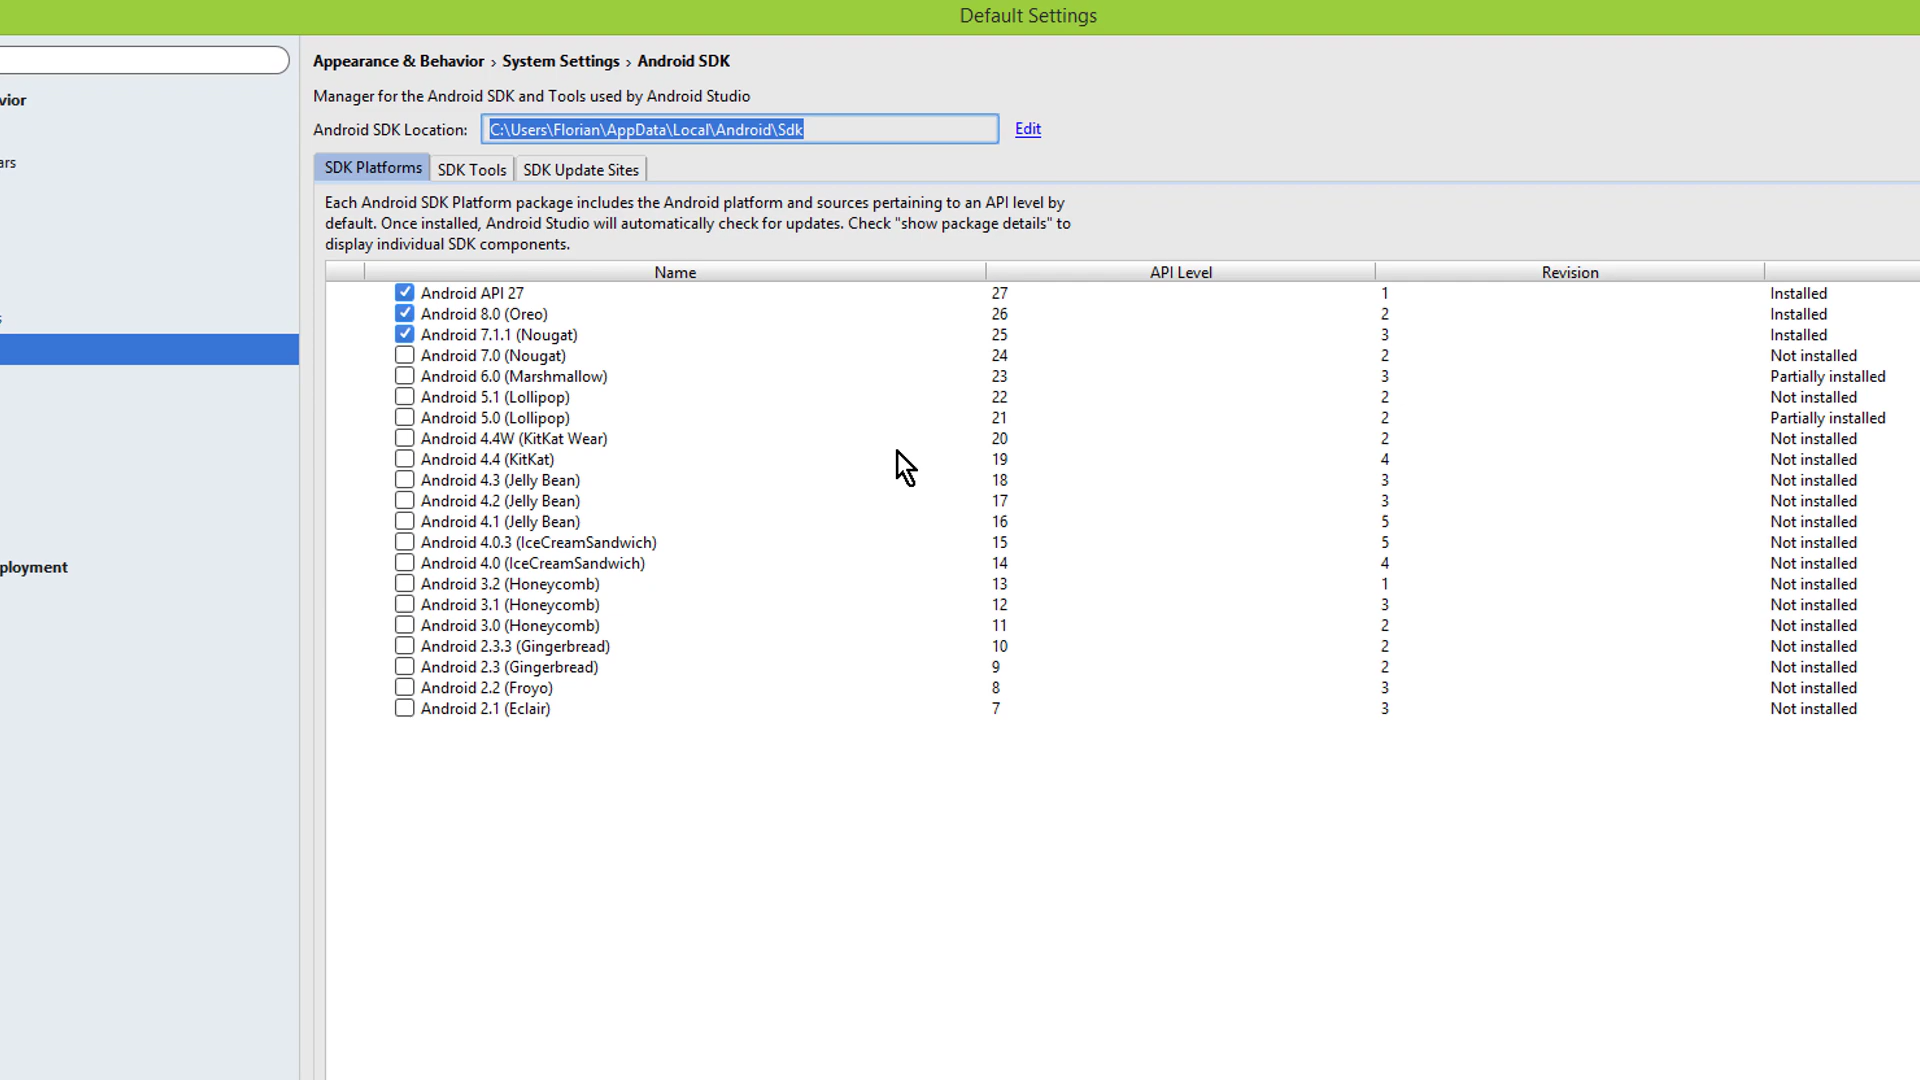 Default Settings
vior
ars
s
ployment
Appearance & Behavior › System Settings › Android SDK
Manager for the Android SDK and Tools used by Android Studio
Android SDK Location: C:\Users\Florian\AppData\Local\Android\Sdk Edit
SDK Platforms SDK Tools SDK Update Sites
Each Android SDK Platform package includes the Android platform and sources pertaining to an API level by
default. Once installed, Android Studio will automatically check for updates. Check "show package details" to
display individual SDK components.
Name API Level Revision
Android API 27 27 1 Installed
Android 8.0 (Oreo) 26 2 Installed
Android 7.1.1 (Nougat) 25 3 Installed
Android 7.0 (Nougat) 24 2 Not installed
Android 6.0 (Marshmallow) 23 3 Partially installed
Android 5.1 (Lollipop) 22 2 Not installed
Android 5.0 (Lollipop) 21 2 Partially installed
Android 4.4W (KitKat Wear) 20 2 Not installed
Android 4.4 (KitKat) 19 4 Not installed
Android 4.3 (Jelly Bean) 18 3 Not installed
Android 4.2 (Jelly Bean) 17 3 Not installed
Android 4.1 (Jelly Bean) 16 5 Not installed
Android 4.0.3 (IceCreamSandwich) 15 5 Not installed
Android 4.0 (IceCreamSandwich) 14 4 Not installed
Android 3.2 (Honeycomb) 13 1 Not installed
Android 3.1 (Honeycomb) 12 3 Not installed
Android 3.0 (Honeycomb) 11 2 Not installed
Android 2.3.3 (Gingerbread) 10 2 Not installed
Android 2.3 (Gingerbread) 9 2 Not installed
Android 2.2 (Froyo) 8 3 Not installed
Android 2.1 (Eclair) 7 3 Not installed